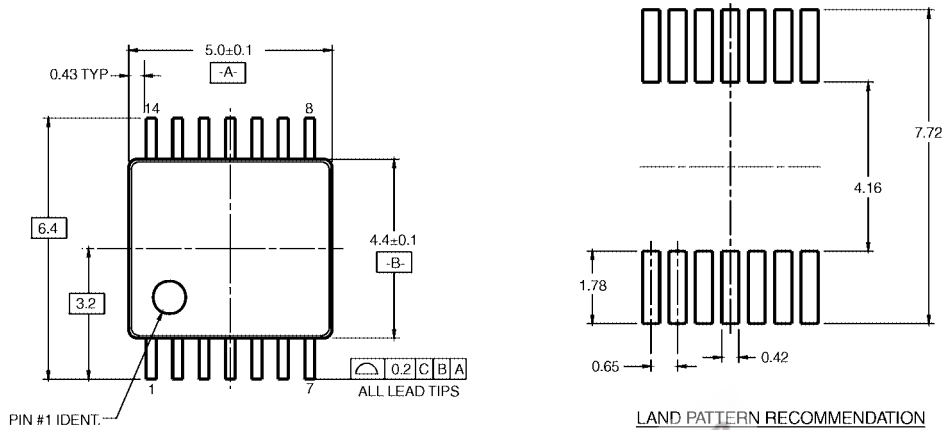 5.0±0.1
-A-
0.43 TYP
14
8
6.4
3.2
4.4±0.1
-B-
0.2 C B A
ALL LEAD TIPS
1
7
PIN #1 IDENT.
7.72
4.16
1.78
0.65
0.42
LAND PATTERN RECOMMENDATION